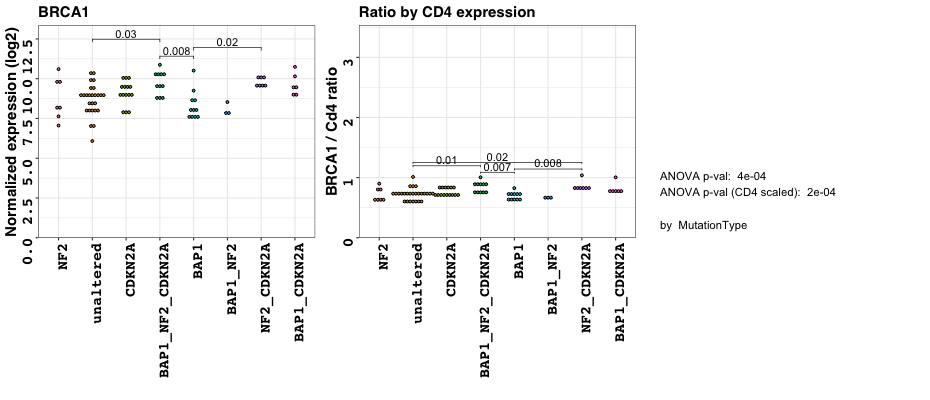 BRCA1
Normalized expression (log2)
12.5
10.0
7.5
5.0
2.5
0.0
0.03
0.008
0.02
NF2
unaltered
CDKN2A
BAP1_NF2_CDKN2A
BAP1
BAP1_NF2
NF2_CDKN2A
BAP1_CDKN2A
Ratio by CD4 expression
BRCA1 / Cd4 ratio
3
2
1
0
0.02
0.01
0.007
0.008
NF2
unaltered
CDKN2A
BAP1_NF2_CDKN2A
BAP1
BAP1_NF2
NF2_CDKN2A
BAP1_CDKN2A
ANOVA p-val: 4e-04
ANOVA p-val (CD4 scaled): 2e-04
by MutationType